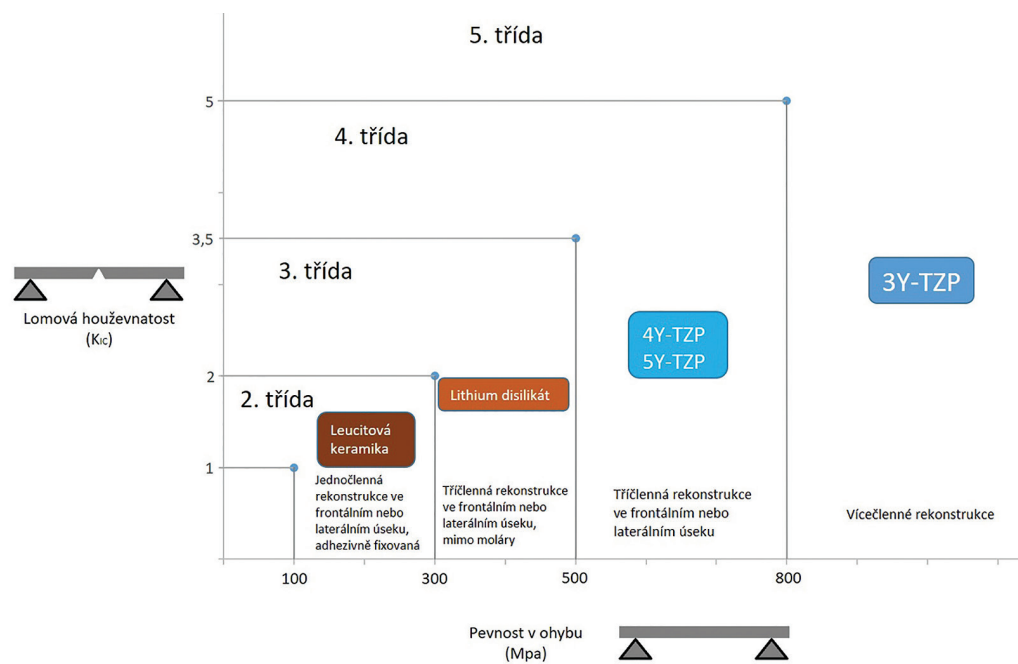 5. třída
5
4. třída
3,5
3. třída
3Y-TZP
Lomová houževnatost
(KIC)
4Y-TZP
5Y-TZP
2
2. třída
Lithium disilikát
Leucitová
keramika
1
Jednočlenná
rekonstrukce ve
frontálním nebo
laterálním úseku,
adhezivně fixovaná
Tříčlenná rekonstrukce
ve frontálním nebo
laterálním úseku,
mimo moláry
Tříčlenná rekonstrukce
ve frontálním nebo
laterálním úseku
Vícečlenné rekonstrukce
100
300
500
800
Pevnost v ohybu
(Mpa)